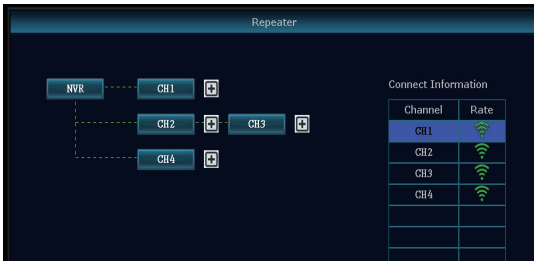 Repeater
NVR CH1
CH2 CH3
CH4
Connect Information
Channel Rate
CH1
CH2
CH3
CH4